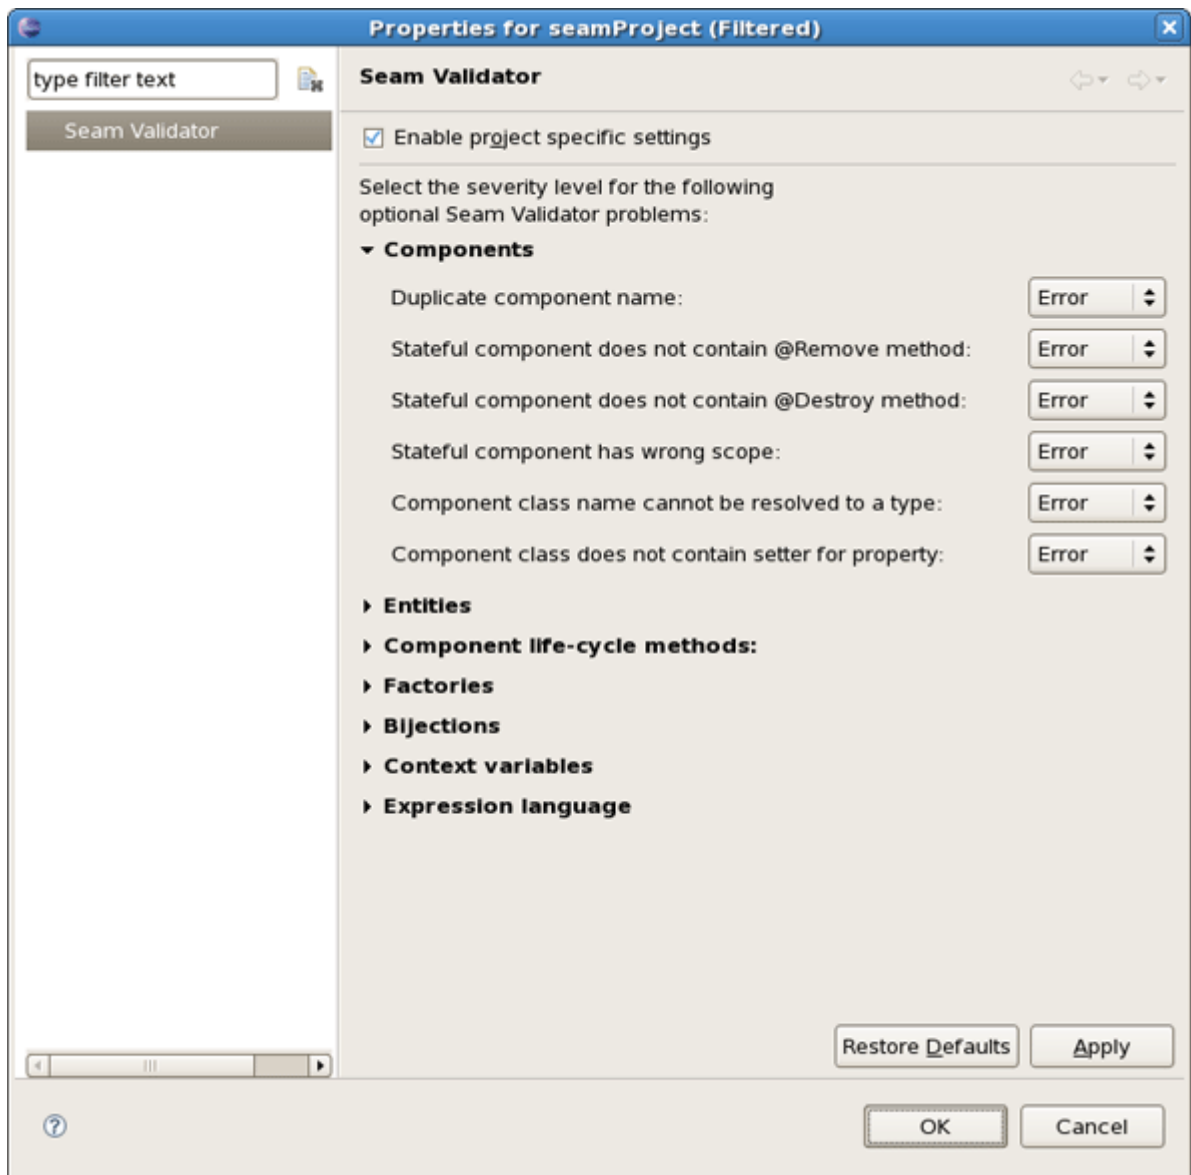 Properties for seamProject (Filtered)
type filter text
Seam Validator
Seam Validator
Enable project specific settings
Select the severity level for the following
optional Seam Validator problems:
Components
Duplicate component name: Error
Stateful component does not contain @Remove method: Error
Stateful component does not contain @Destroy method: Error
Stateful component has wrong scope: Error
Component class name cannot be resolved to a type: Error
Component class does not contain setter for property: Error
Entities
Component life-cycle methods:
Factories
Bijections
Context variables
Expression language
Restore Defaults Apply
OK Cancel